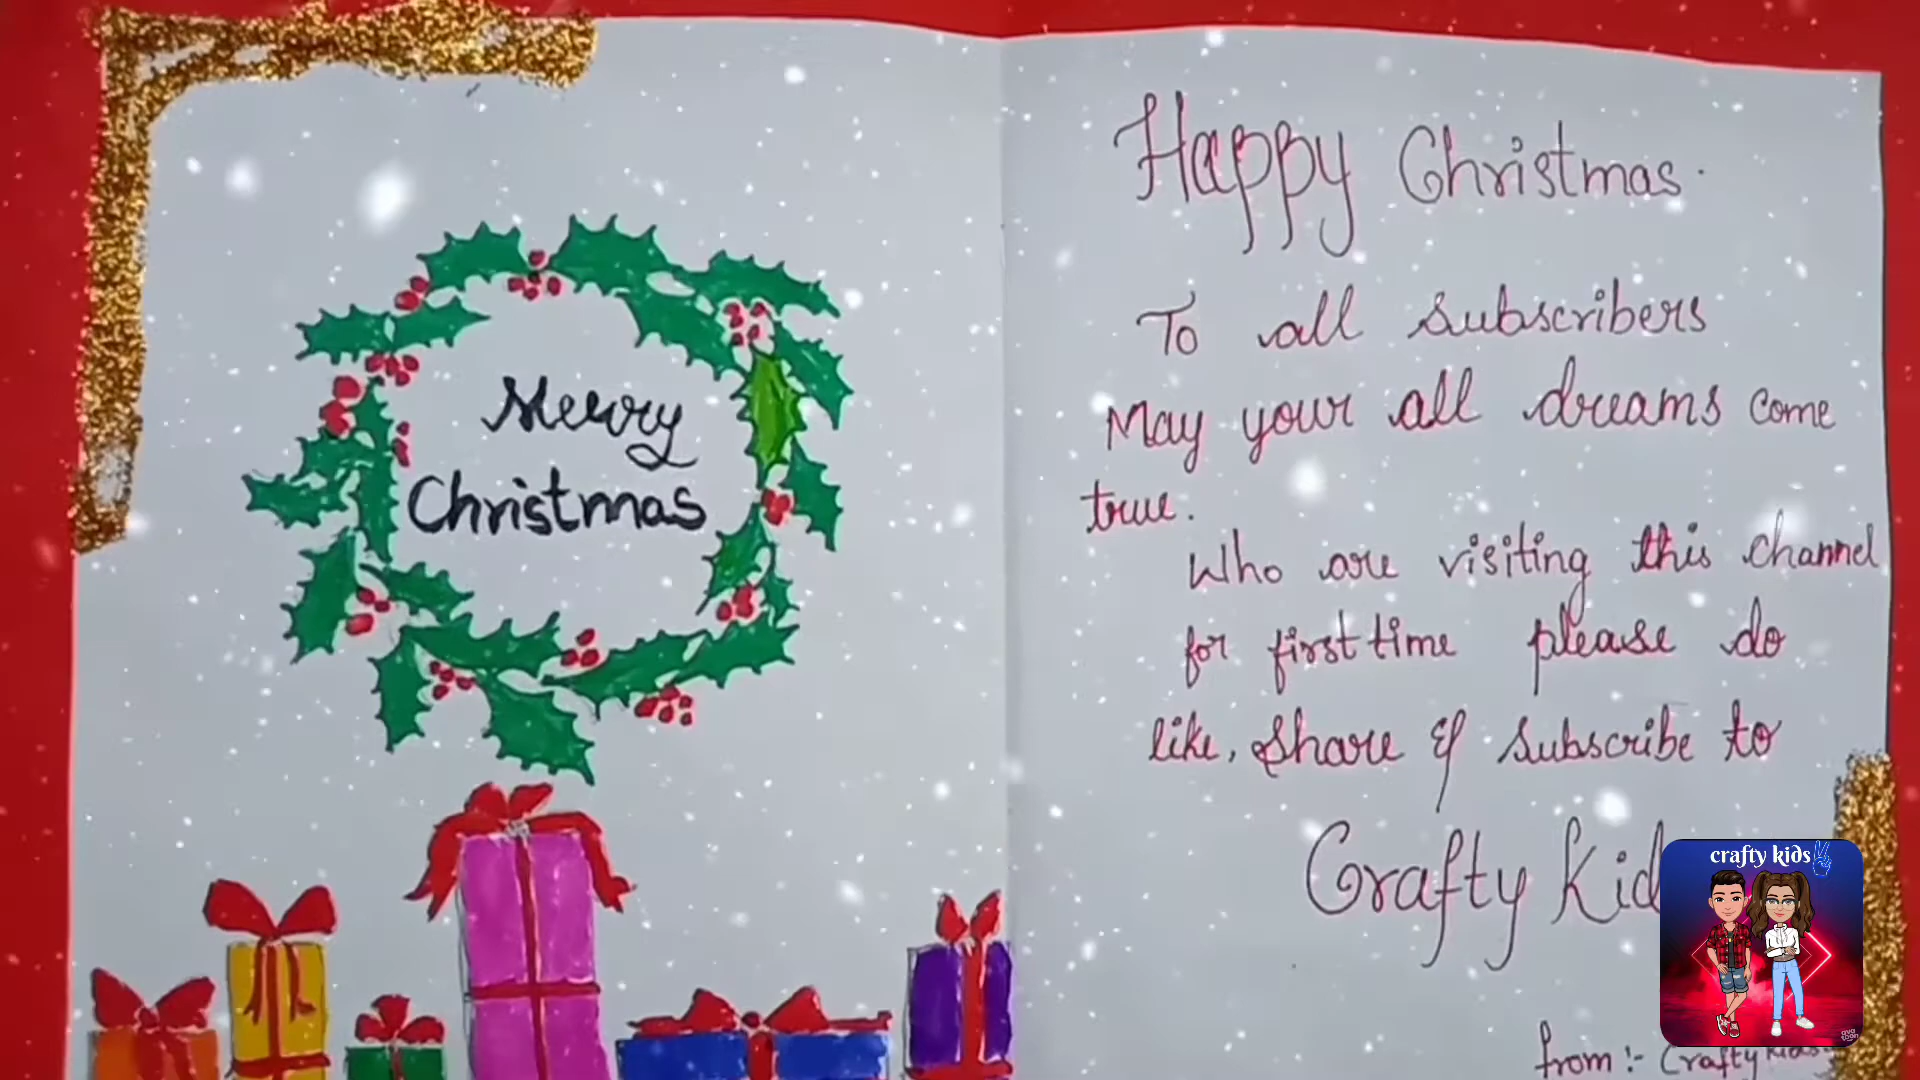 Merry
Christmas
Happy Christmas.
To all subscribers
May your all dreams come
true.
Who are visiting this channel
for first time please do
like, Share & Subscribe to
Crafty Kid
from :- Crafty Kids
crafty kids